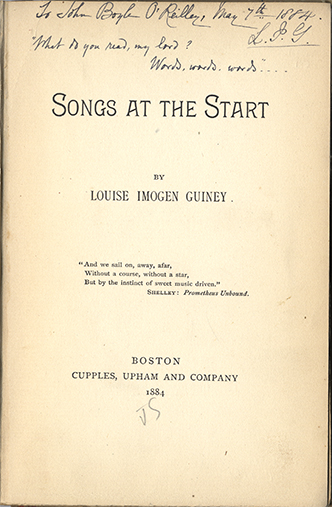 To John Boyle O'Reilley, May 7th. 1884.
L. I. G.
"What do you read, my lord?
Words, words, words"....
SONGS AT THE START
BY
LOUISE IMOGEN GUINEY.
"And we sail on, away, afar,
Without a course, without a star,
But by the instinct of sweet music driven."
SHELLEY: Prometheus Unbound.
BOSTON
CUPPLES, UPHAM AND COMPANY
1884